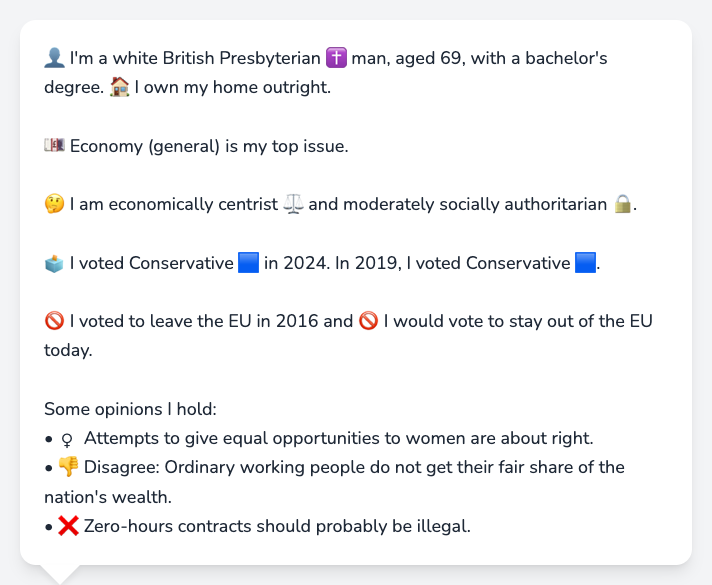 👤 I'm a white British Presbyterian ✝️ man, aged 69, with a bachelor's
degree. 🏠 I own my home outright.
💷 Economy (general) is my top issue.
🤔 I am economically centrist ⚖️ and moderately socially authoritarian 🔒.
🗳️ I voted Conservative 🟦 in 2024. In 2019, I voted Conservative 🟦.
🚫 I voted to leave the EU in 2016 and 🚫 I would vote to stay out of the EU
today.
Some opinions I hold:
• ♀ Attempts to give equal opportunities to women are about right.
• 👎 Disagree: Ordinary working people do not get their fair share of the
nation's wealth.
• ❌ Zero-hours contracts should probably be illegal.